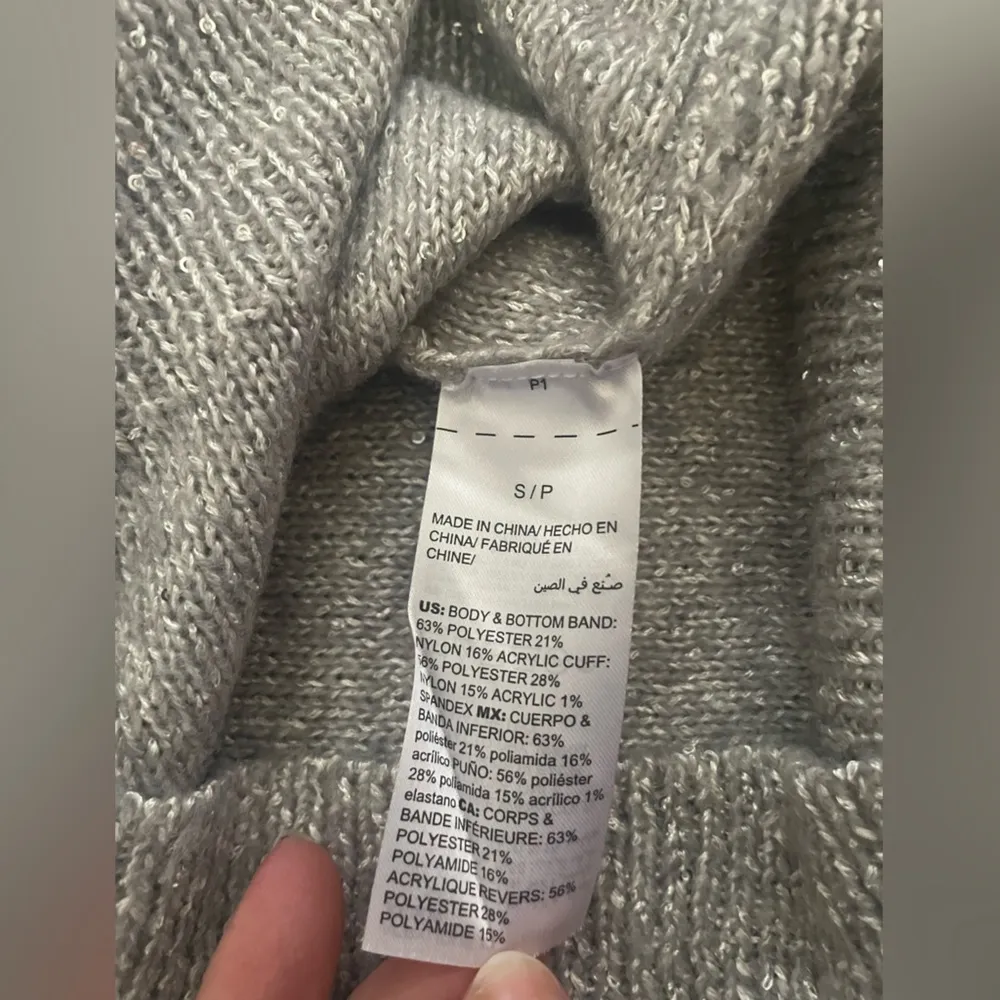 P1
S/P
MADE IN CHINA/ HECHO EN
CHINA/ FABRIQUÉ EN
CHINE/
صُنع في الصين
US: BODY & BOTTOM BAND:
63% POLYESTER 21%
NYLON 16% ACRYLIC CUFF:
56% POLYESTER 28%
NYLON 15% ACRYLIC 1%
SPANDEX MX: CUERPO &
BANDA INFERIOR: 63%
poliéster 21% poliamida 16%
acrílico PUÑO: 56% poliéster
28% poliamida 15% acrílico 1%
elastano CA: CORPS &
BANDE INFÉRIEURE: 63%
POLYESTER 21%
POLYAMIDE 16%
ACRYLIQUE REVERS: 56%
POLYESTER 28%
POLYAMIDE 15%